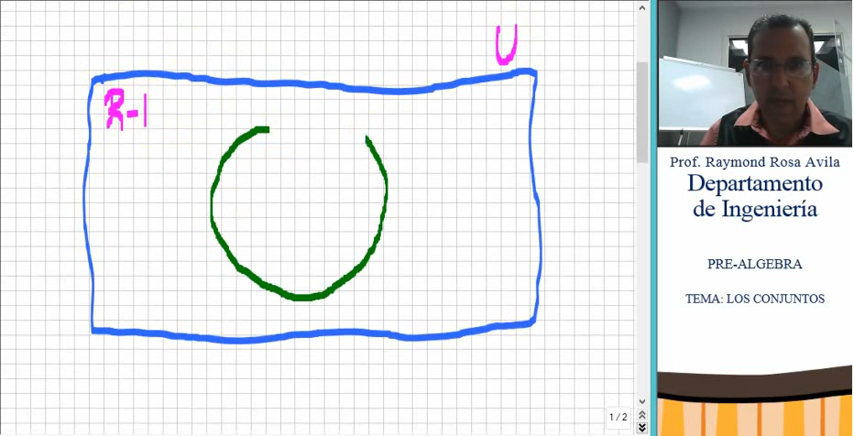 U
R-1
1 / 2
Prof. Raymond Rosa Avila
Departamento
de Ingeniería
PRE-ALGEBRA
TEMA: LOS CONJUNTOS